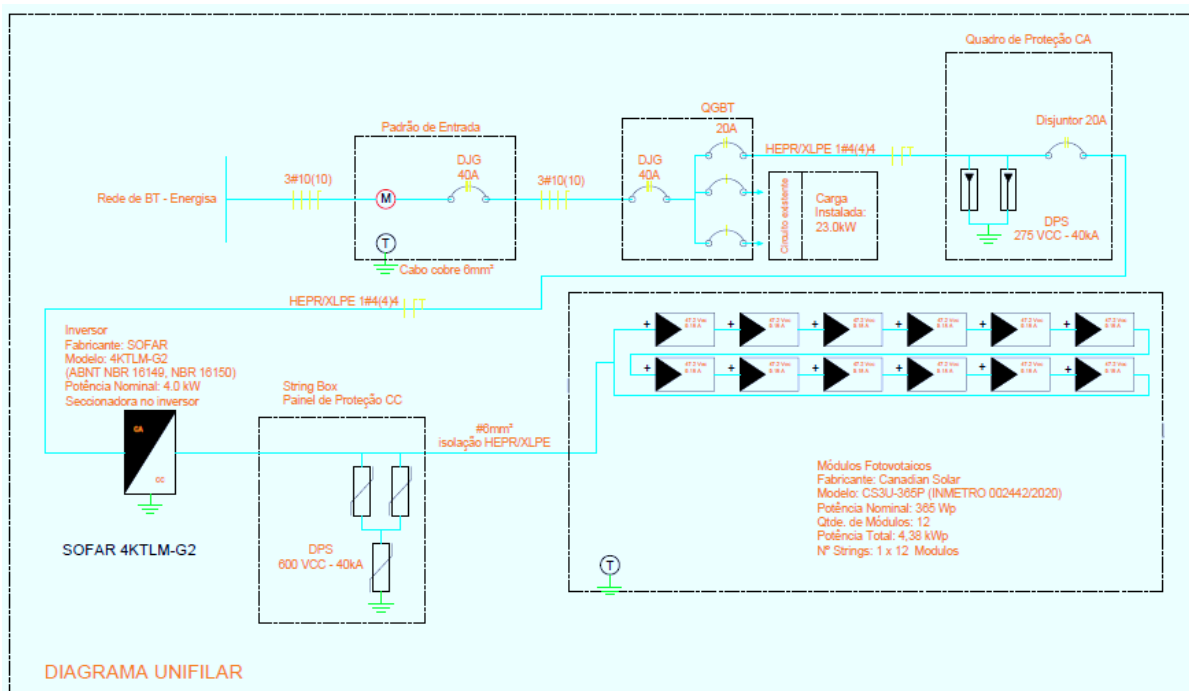 Quadro de Proteção CA
QGBT
20A
Disjuntor 20A
Padrão de Entrada
HEPR/XLPE 1#4(4)4
DJG
40A
DJG
40A
3#10(10)
3#10(10)
Rede de BT - Energisa
M
Circuito existente
Carga
Instalada:
23.0kW
DPS
275 VCC - 40kA
T
Cabo cobre 6mm²
HEPR/XLPE 1#4(4)4
Inversor
Fabricante: SOFAR
Modelo: 4KTLM-G2
(ABNT NBR 16149, NBR 16150)
Potência Nominal: 4.0 kW
Seccionadora no inversor
CA
CC
SOFAR 4KTLM-G2
String Box
Painel de Proteção CC
DPS
600 VCC - 40kA
#6mm²
isolação HEPR/XLPE
+ + + + + +
+ + + + + +
Módulos Fotovotaicos
Fabricante: Canadian Solar
Modelo: CS3U-365P (INMETRO 002442/2020)
Potência Nominal: 365 Wp
Qtde. de Módulos: 12
Potência Total: 4,38 kWp
Nº Strings: 1 x 12 Modulos
T
DIAGRAMA UNIFILAR